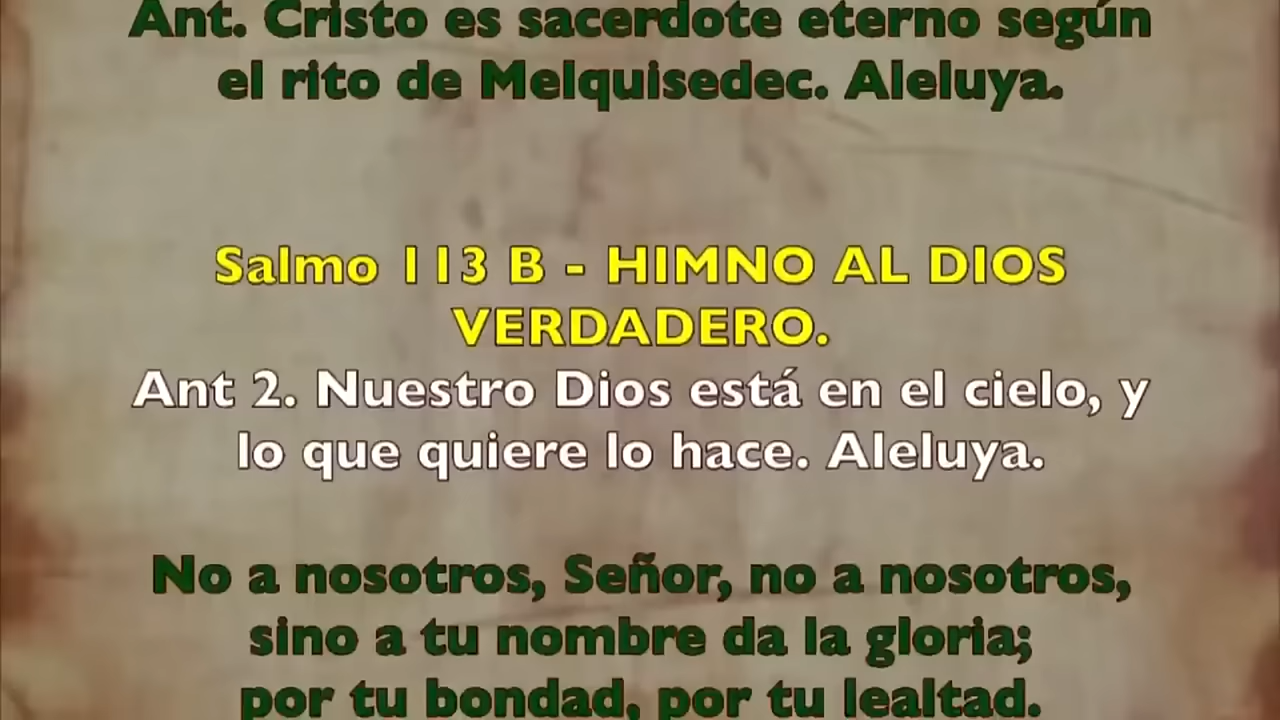 Ant. Cristo es sacerdote eterno según
el rito de Melquisedec. Aleluya.
Salmo 113 B - HIMNO AL DIOS
VERDADERO.
Ant 2. Nuestro Dios está en el cielo, y
lo que quiere lo hace. Aleluya.
No a nosotros, Señor, no a nosotros,
sino a tu nombre da la gloria;
por tu bondad, por tu lealtad.